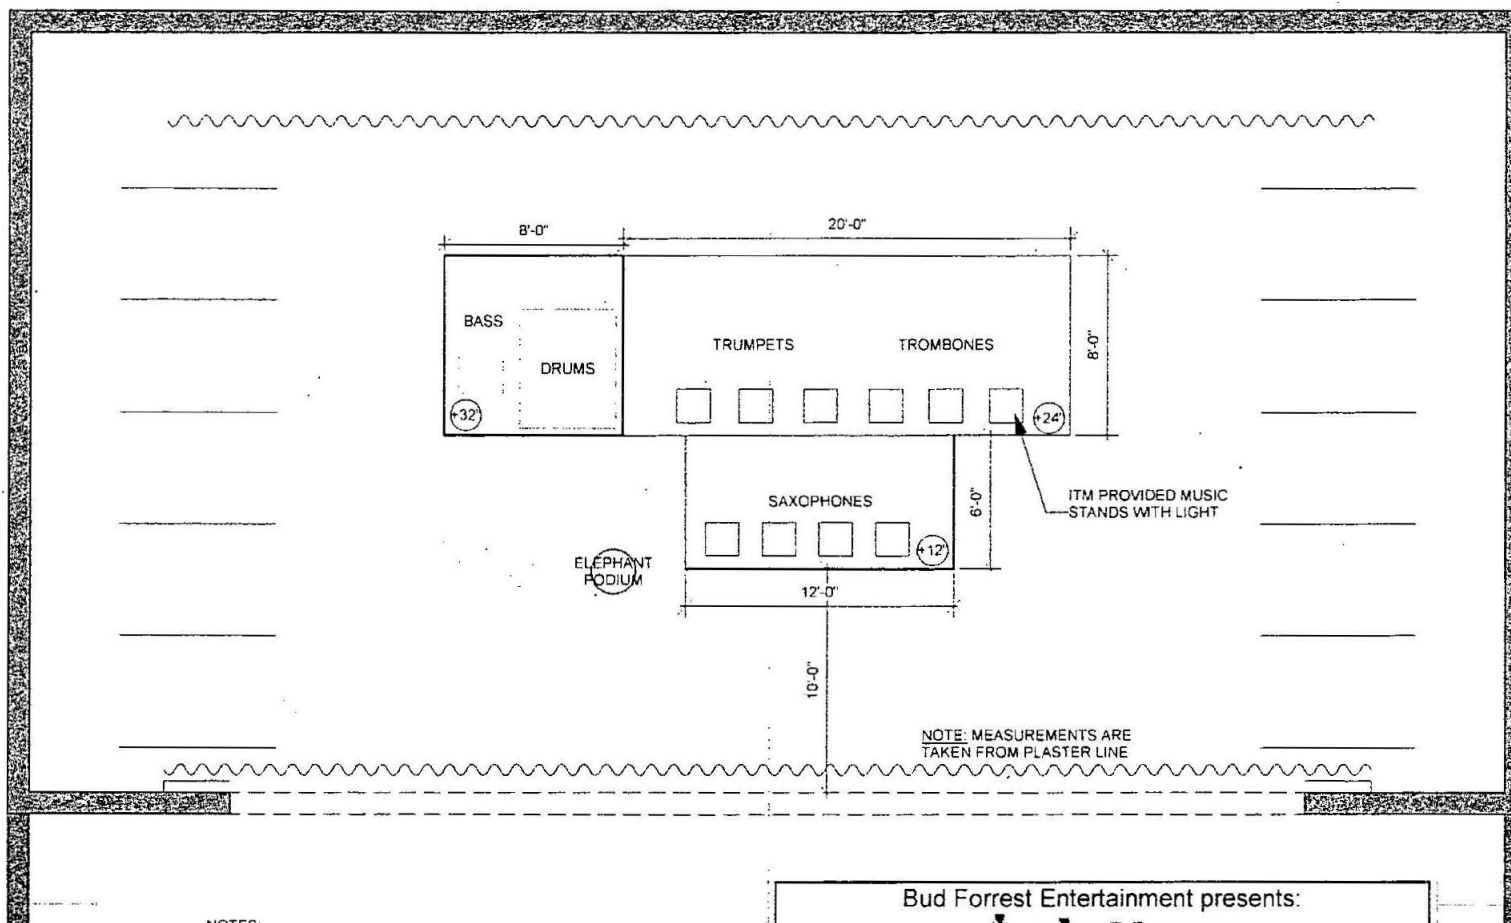 8'-0"
20'-0"
BASS
DRUMS
TRUMPETS
TROMBONES
8'-0"
+32'
+24'
SAXOPHONES
6'-0"
ITM PROVIDED MUSIC
STANDS WITH LIGHT
+12'
ELEPHANT
PODIUM
12'-0"
10'-0"
NOTE: MEASUREMENTS ARE
TAKEN FROM PLASTER LINE
Bud Forrest Entertainment presents:
NOTES: